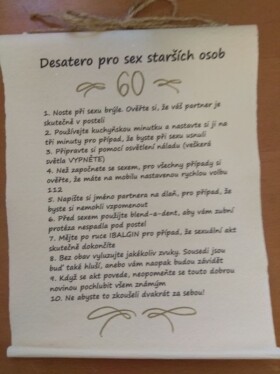 Desatero pro sex starších osob
60
1. Noste při sexu brýle. Ověřte si, že váš partner je
skutečně v posteli
2. Používejte kuchyňskou minutku a nastavte si ji na
tři minuty pro případ, že byste při sexu usnuli
3. Připravte si pomocí osvětlení náladu (veškeré
světla VYPNĚTE)
4. Než započnete se sexem, pro všechny případy si
ověřte, že máte na mobilu nastavenou rychlou volbu
112
5. Napište si jméno partnera na dlaň, pro případ, že
byste si nemohli vzpomenout
6. Před sexem použijte blend-a-dent, aby vám zubní
protéza nespadla pod postel
7. Mějte po ruce IBALGIN pro případ, že sexuální akt
skutečně dokončíte
8. Bez obav vyluzujte jakékoliv zvuky. Sousedi jsou
buď také hluší, anebo vám naopak budou závidět
9. Když se akt povede, neopomeňte se touto dobrou
novinou pochlubit všem známým
10. Ne abyste to zkoušeli dvakrát za sebou!